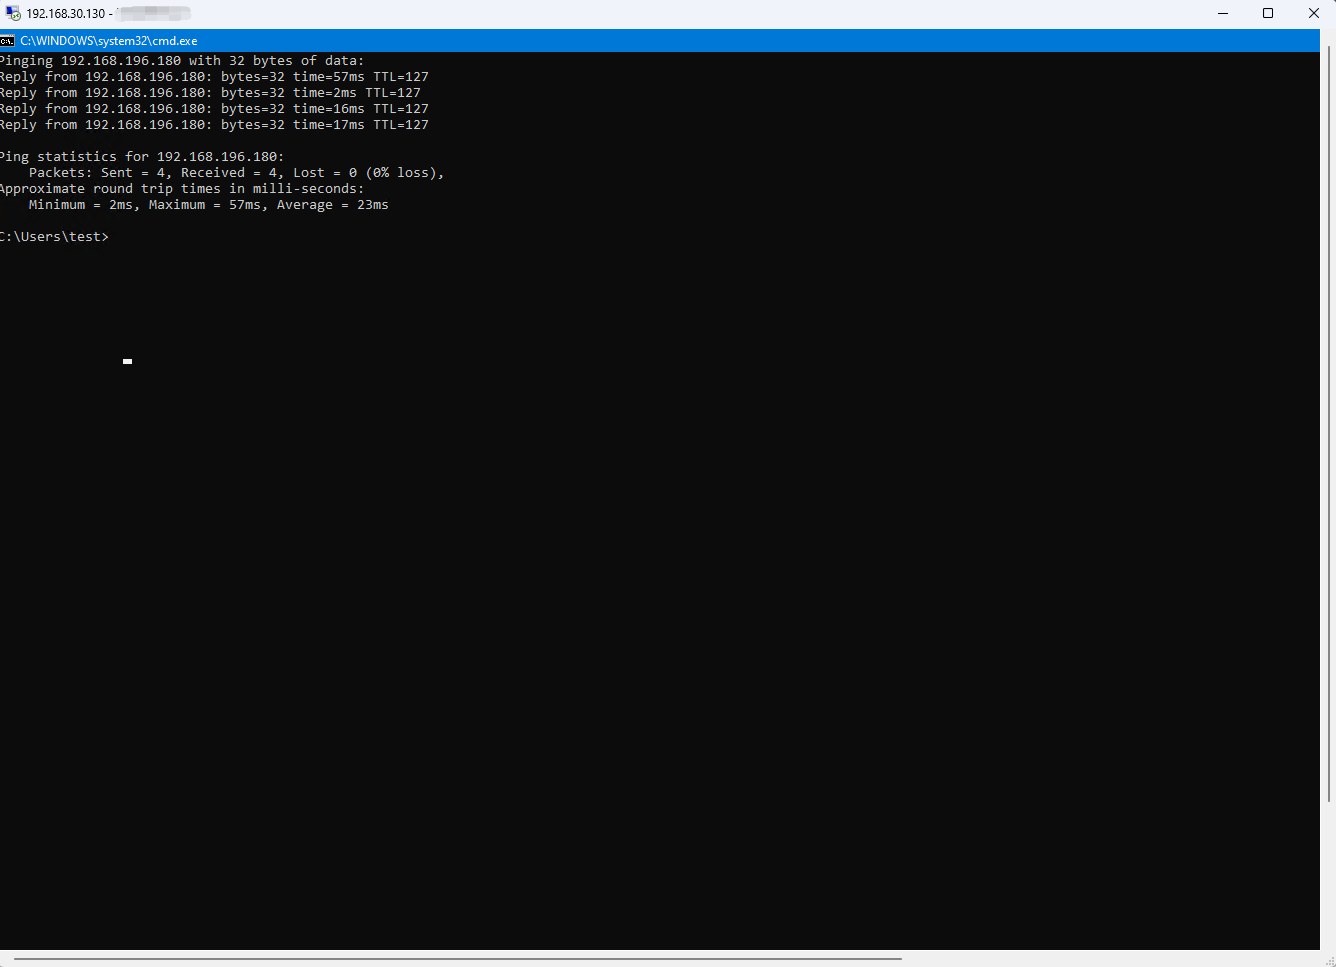 192.168.30.130 -
C:\WINDOWS\system32\cmd.exe
Pinging 192.168.196.180 with 32 bytes of data:
Reply from 192.168.196.180: bytes=32 time=57ms TTL=127
Reply from 192.168.196.180: bytes=32 time=2ms TTL=127
Reply from 192.168.196.180: bytes=32 time=16ms TTL=127
Reply from 192.168.196.180: bytes=32 time=17ms TTL=127
Ping statistics for 192.168.196.180:
Packets: Sent = 4, Received = 4, Lost = 0 (0% loss),
Approximate round trip times in milli-seconds:
Minimum = 2ms, Maximum = 57ms, Average = 23ms
C:\Users\test>